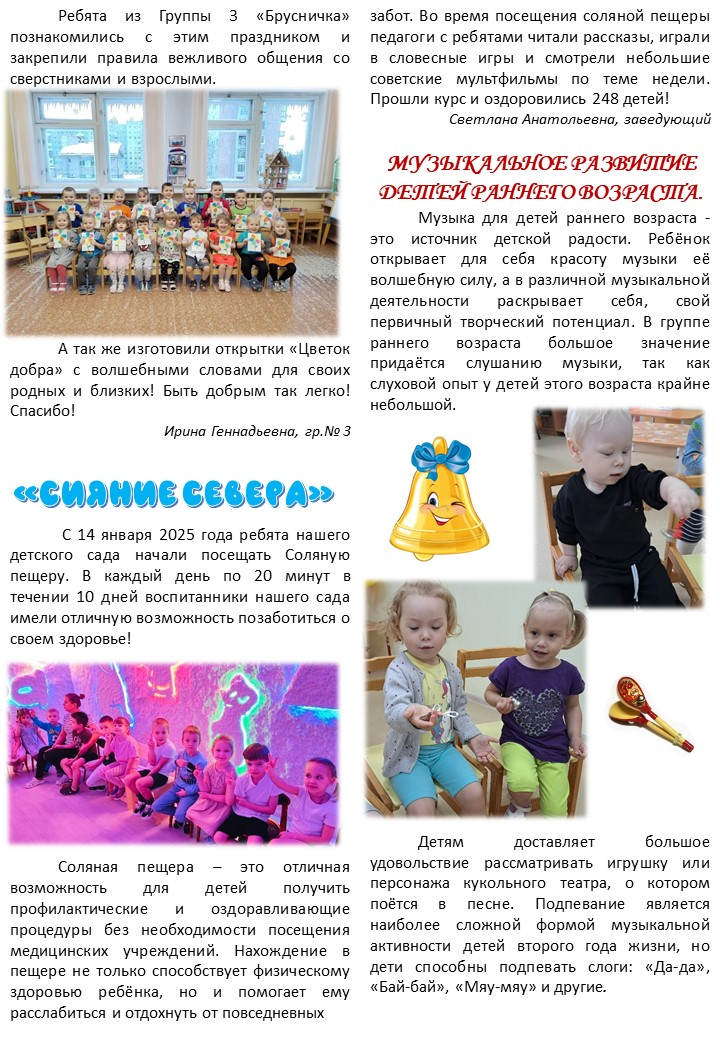 Ребята из Группы 3 «Брусничка»
познакомились с этим праздником и
закрепили правила вежливого общения со
сверстниками и взрослыми.
А так же изготовили открытки «Цветок
добра» с волшебными словами для своих
родных и близких! Быть добрым так легко!
Спасибо!
Ирина Геннадьевна, гр.№ 3
«СИЯНИЕ СЕВЕРА»
С 14 января 2025 года ребята нашего
детского сада начали посещать Соляную
пещеру. В каждый день по 20 минут в
течении 10 дней воспитанники нашего сада
имели отличную возможность позаботиться о
своем здоровье!
Соляная пещера – это отличная
возможность для детей получить
профилактические и оздоравливающие
процедуры без необходимости посещения
медицинских учреждений. Нахождение в
пещере не только способствует физическому
здоровью ребёнка, но и помогает ему
расслабиться и отдохнуть от повседневных
забот. Во время посещения соляной пещеры
педагоги с ребятами читали рассказы, играли
в словесные игры и смотрели небольшие
советские мультфильмы по теме недели.
Прошли курс и оздоровились 248 детей!
Светлана Анатольевна, заведующий
МУЗЫКАЛЬНОЕ РАЗВИТИЕ
ДЕТЕЙ РАННЕГО ВОЗРАСТА.
Музыка для детей раннего возраста -
это источник детской радости. Ребёнок
открывает для себя красоту музыки её
волшебную силу, а в различной музыкальной
деятельности раскрывает себя, свой
первичный творческий потенциал. В группе
раннего возраста большое значение
придаётся слушанию музыки, так как
слуховой опыт у детей этого возраста крайне
небольшой.
Детям доставляет большое
удовольствие рассматривать игрушку или
персонажа кукольного театра, о котором
поётся в песне. Подпевание является
наиболее сложной формой музыкальной
активности детей второго года жизни, но
дети способны подпевать слоги: «Да-да»,
«Бай-бай», «Мяу-мяу» и другие.